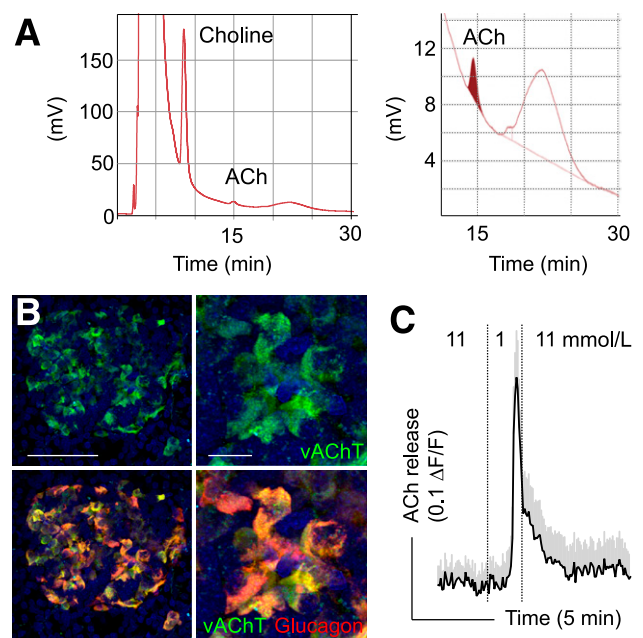 A
Choline
ACh
(mV)
150
100
50
0
15
30
Time (min)
ACh
(mV)
12
8
4
15
30
Time (min)
B
vAChT
vAChT Glucagon
C
11 1 11 mmol/L
ACh release
(0.1 ΔF/F)
Time (5 min)